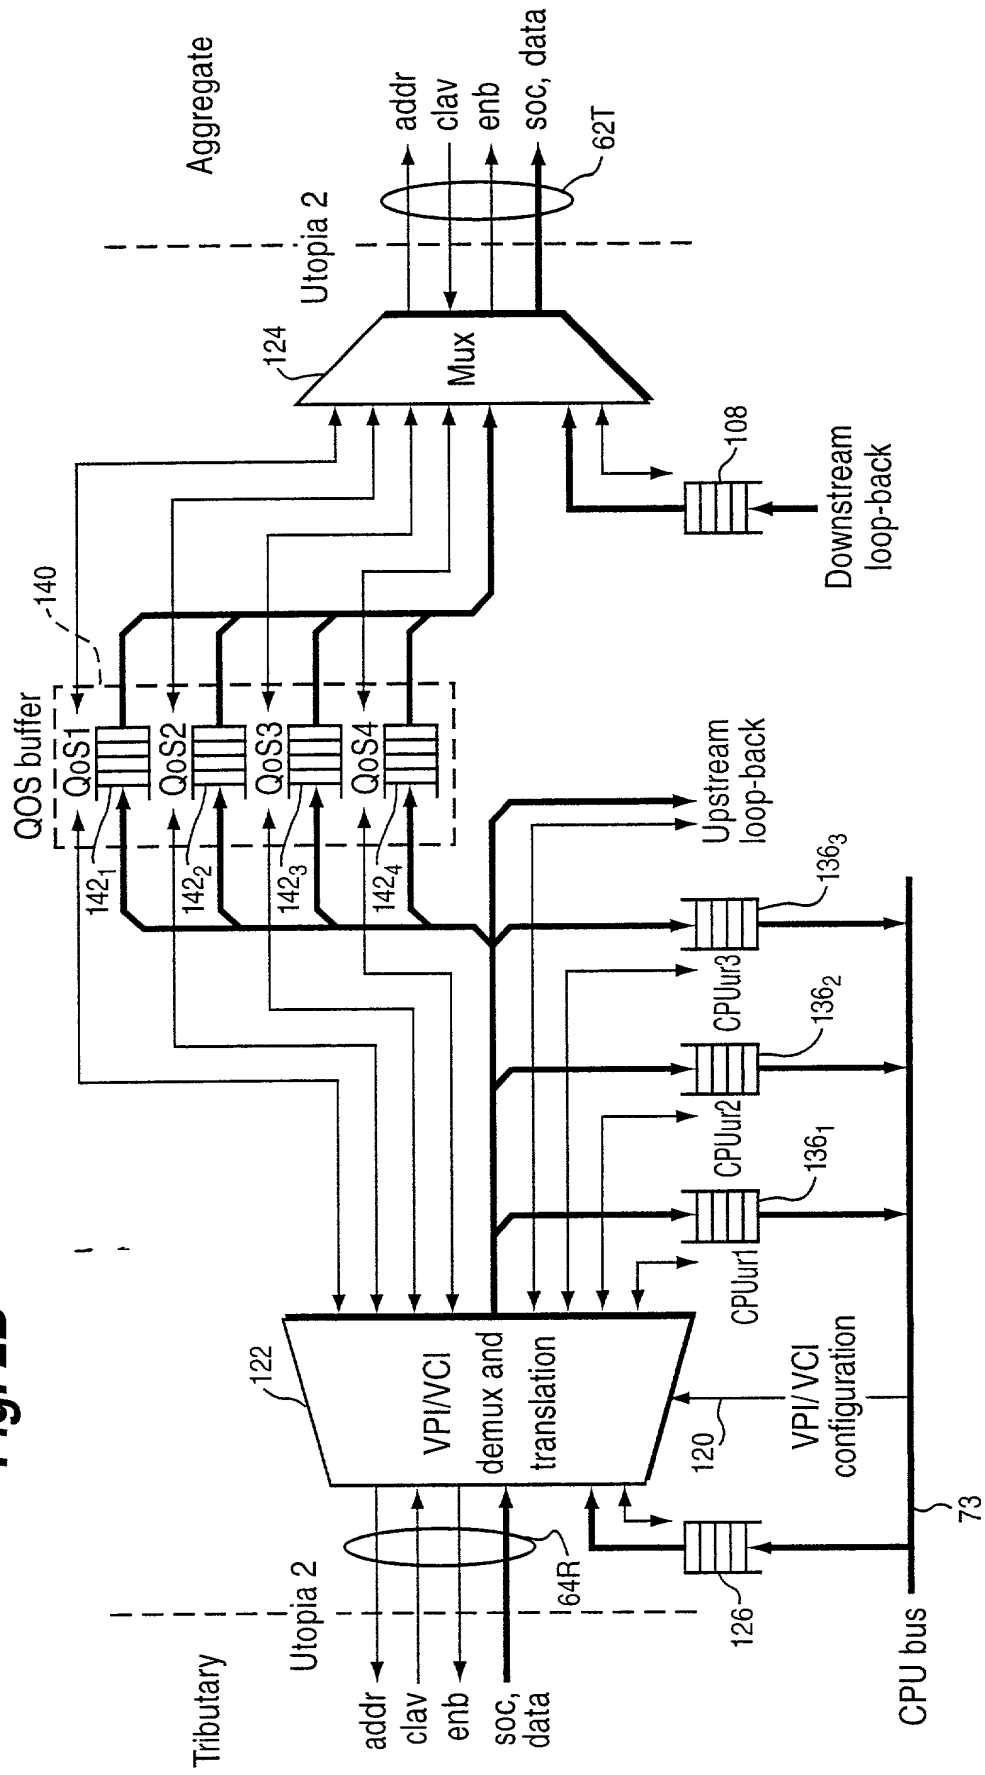 Tributary
Utopia 2
addr
clav
enb
soc,
data
64R
122
VPI/VCI
demux and
translation
126
120
VPI/VCI
configuration
CPU bus
73
CPUur1
136₁
CPUur2
136₂
CPUur3
136₃
Upstream
loop-back
QOS buffer
140
QoS1
142₁
QoS2
142₂
QoS3
142₃
QoS4
142₄
124
Mux
108
Downstream
loop-back
Utopia 2
Aggregate
addr
clav
enb
soc, data
62T